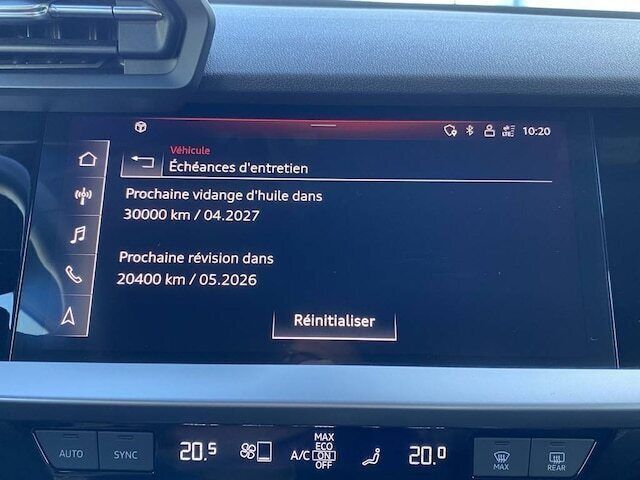 10:20
Véhicule
Échéances d'entretien
Prochaine vidange d'huile dans
30000 km / 04.2027
Prochaine révision dans
20400 km / 05.2026
Réinitialiser
AUTO
SYNC
20.5
A/C
MAX
ECO
ON
OFF
20.0
MAX
REAR